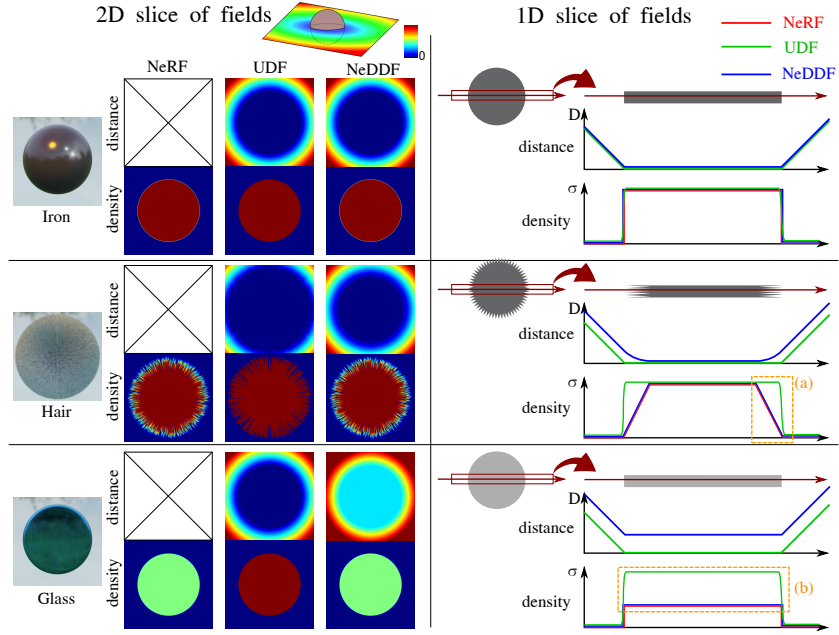 2D slice of fields
1D slice of fields
0
NeRF
UDF
NeDDF
NeRF
UDF
NeDDF
distance
density
Iron
D
distance
σ
density
distance
density
Hair
D
distance
σ
density
(a)
distance
density
Glass
D
distance
σ
density
(b)